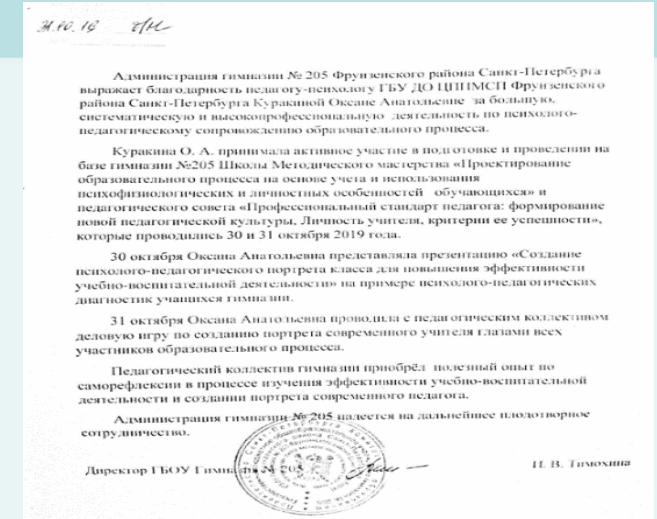 31.10.19
Администрация гимназии № 205 Фрунзенского района Санкт-Петербурга
выражает благодарность педагогу-психологу ГБУ ДО ЦППМСП Фрунзенского
района Санкт-Петербурга Куракиной Оксане Анатольевне за большую,
систематическую и высокопрофессиональную деятельность по психолого-
педагогическому сопровождению образовательного процесса.
Куракина О. А. принимала активное участие в подготовке и проведении на
базе гимназии №205 Школы Методического мастерства «Проектирование
образовательного процесса на основе учета и использования
психофизиологических и личностных особенностей обучающихся» и
педагогического совета «Профессиональный стандарт педагога: формирование
новой педагогической культуры, Личность учителя, критерии ее успешности»,
которые проводились 30 и 31 октября 2019 года.
30 октября Оксана Анатольевна представляла презентацию «Создание
психолого-педагогического портрета класса для повышения эффективности
учебно-воспитательной деятельности» на примере психолого-педагогических
диагностик учащихся гимназии.
31 октября Оксана Анатольевна проводила с педагогическим коллективом
деловую игру по созданию портрета современного учителя глазами всех
участников образовательного процесса.
Педагогический коллектив гимназии приобрёл полезный опыт по
саморефлексии в процессе изучения эффективности учебно-воспитательной
деятельности и создании портрета современного педагога.
Администрация гимназии № 205 надеется на дальнейшее плодотворное
сотрудничество.
Директор ГБОУ Гимназии № 205 И. В. Тимохина